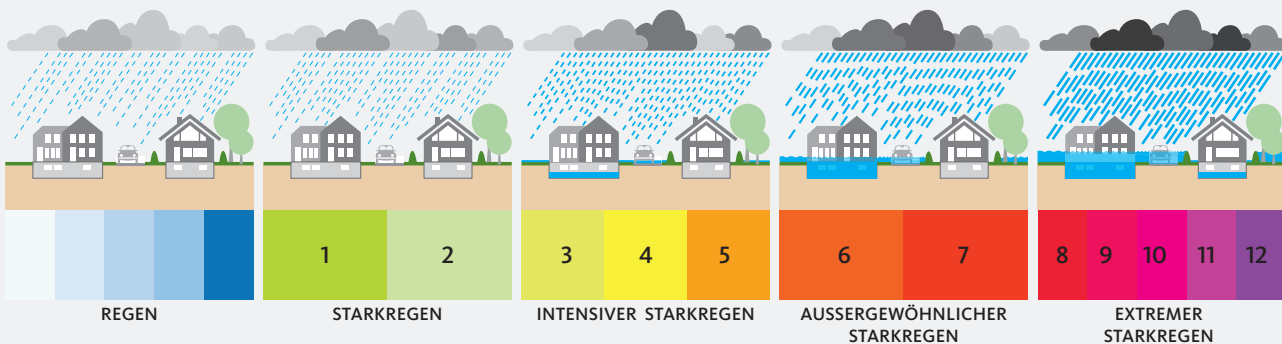 1 2 3 4 5 6 7 8 9 10 11 12
REGEN
STARKREGEN
INTENSIVER STARKREGEN
AUSSERGEWÖHNLICHER
STARKREGEN
EXTREMER
STARKREGEN